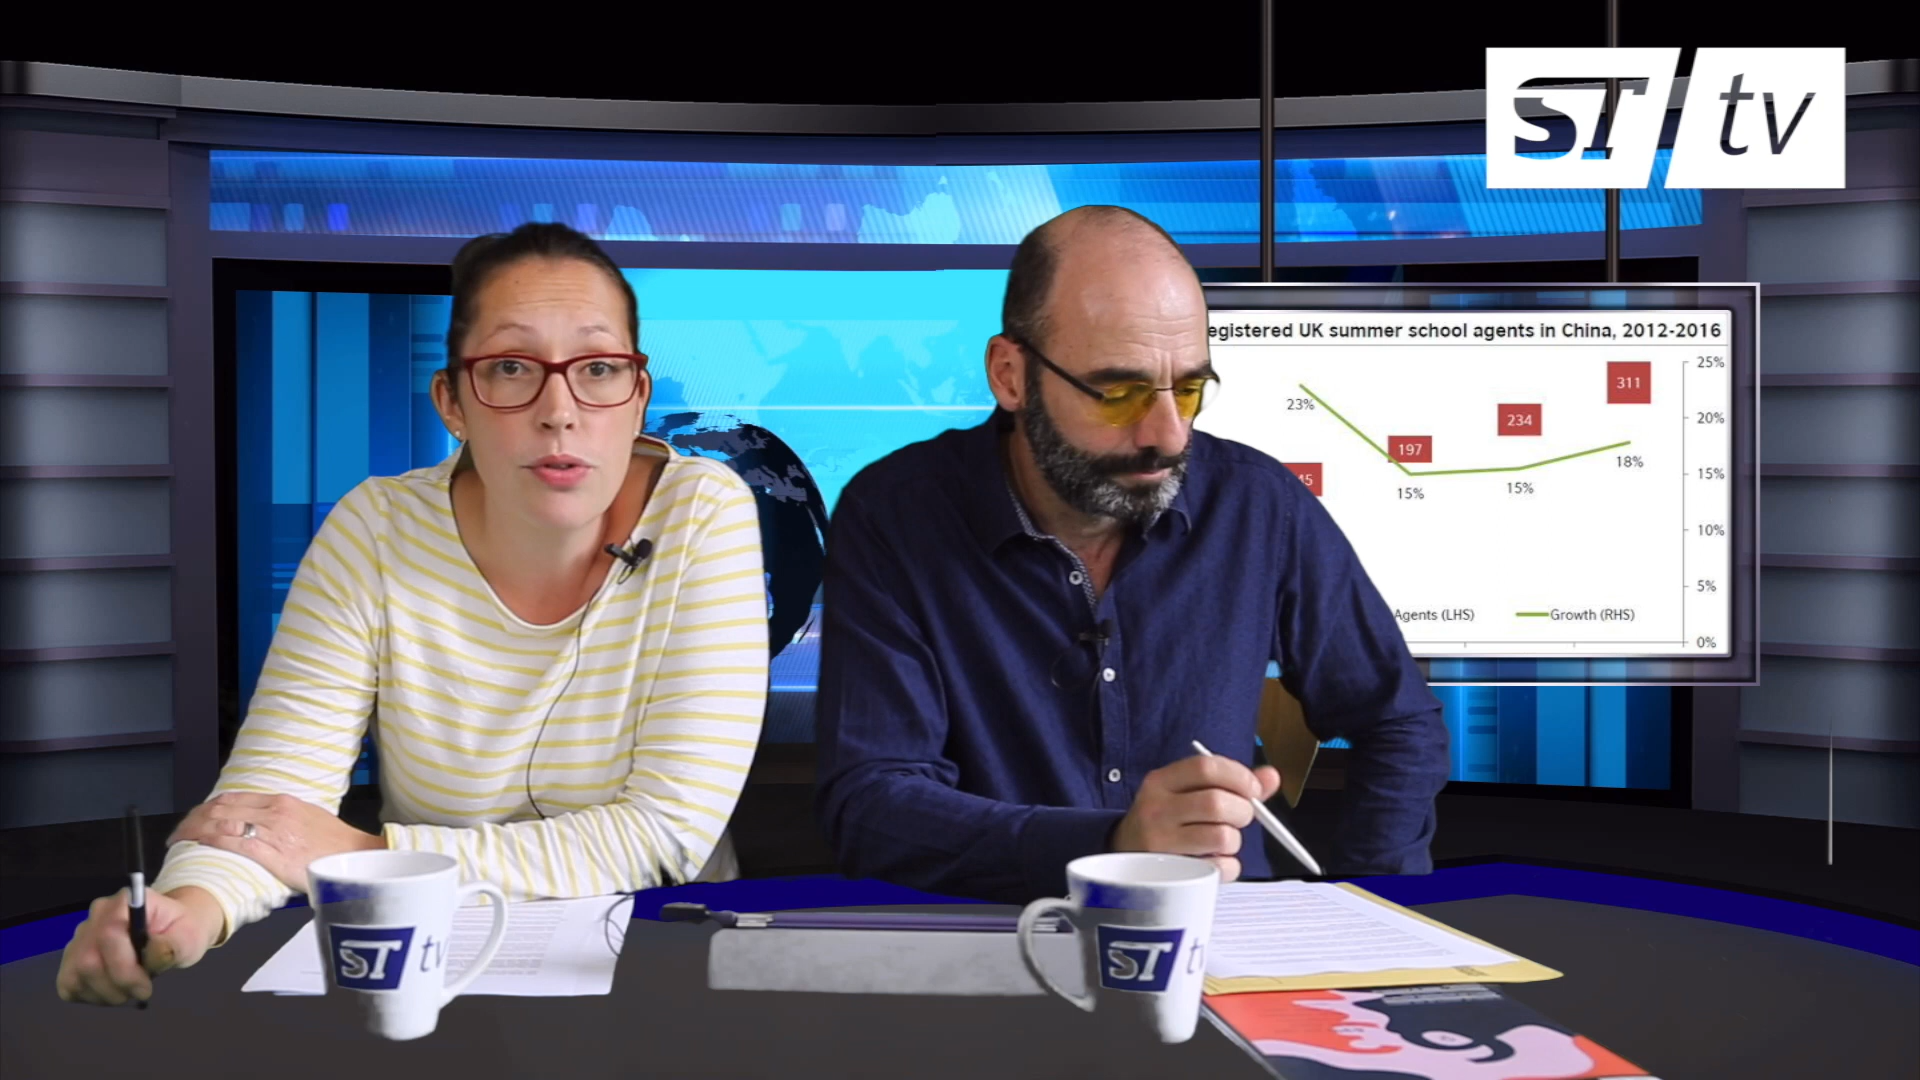 ST tv
egistered UK summer school agents in China, 2012-2016
25%
311
23%
234
20%
197
18%
45
15%
15%
15%
10%
5%
Agents (LHS)
Growth (RHS)
0%
ST tv
ST t